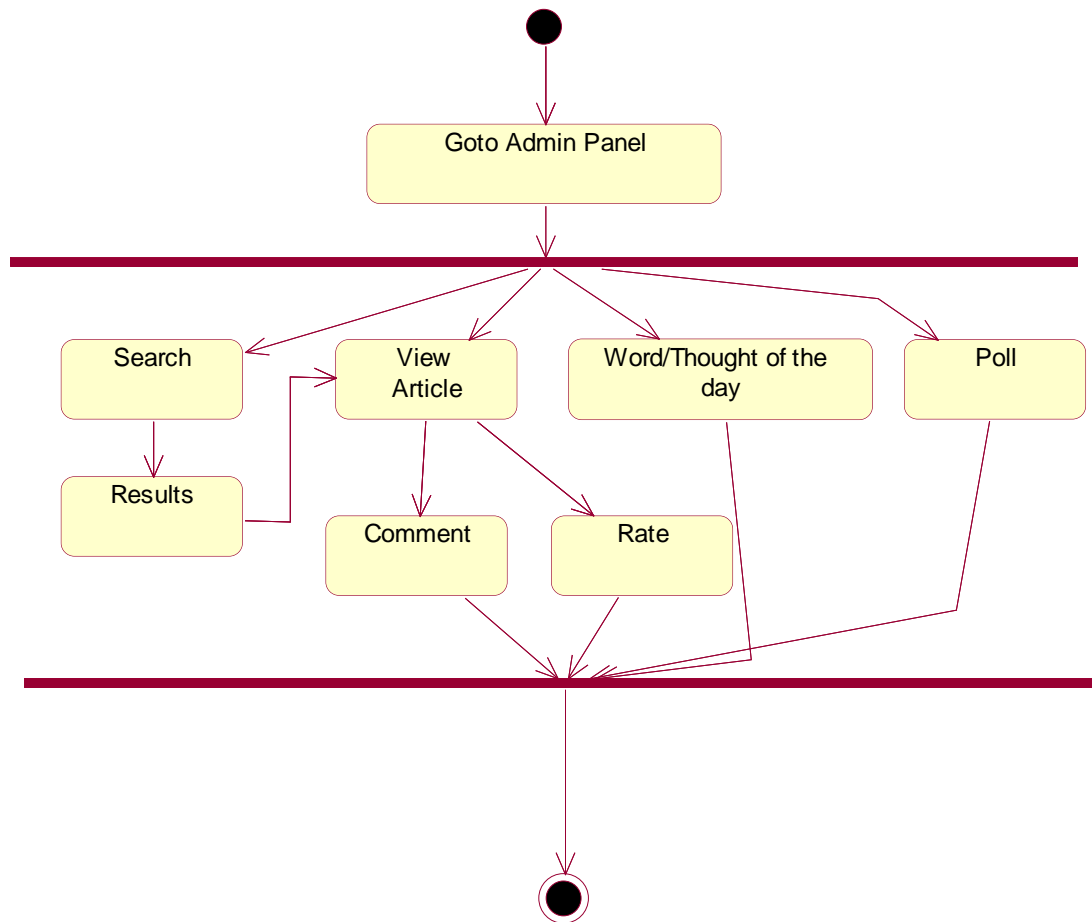 Goto Admin Panel
Search
View
Article
Word/Thought of the
day
Poll
Results
Comment
Rate